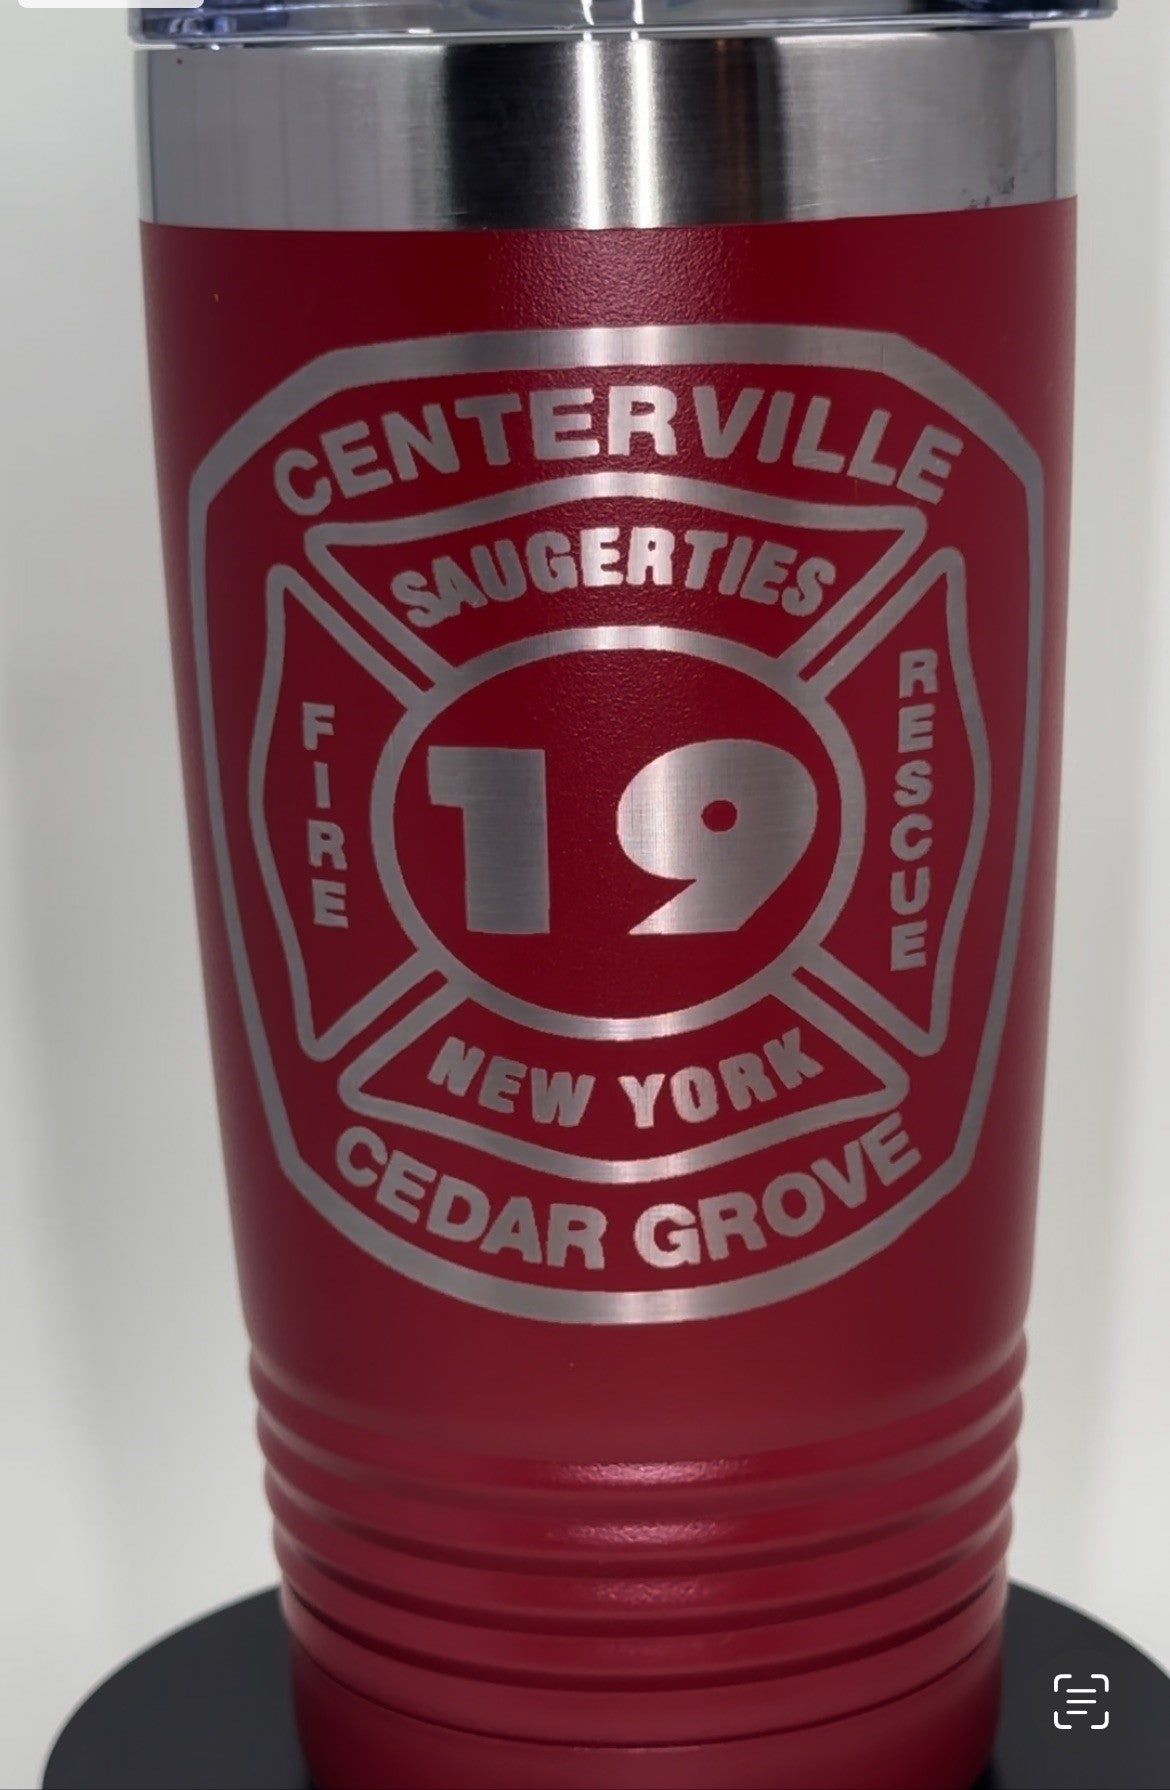 CENTERVILLE
SAUGERTIES
FIRE
19
RESCUE
NEW YORK
CEDAR GROVE